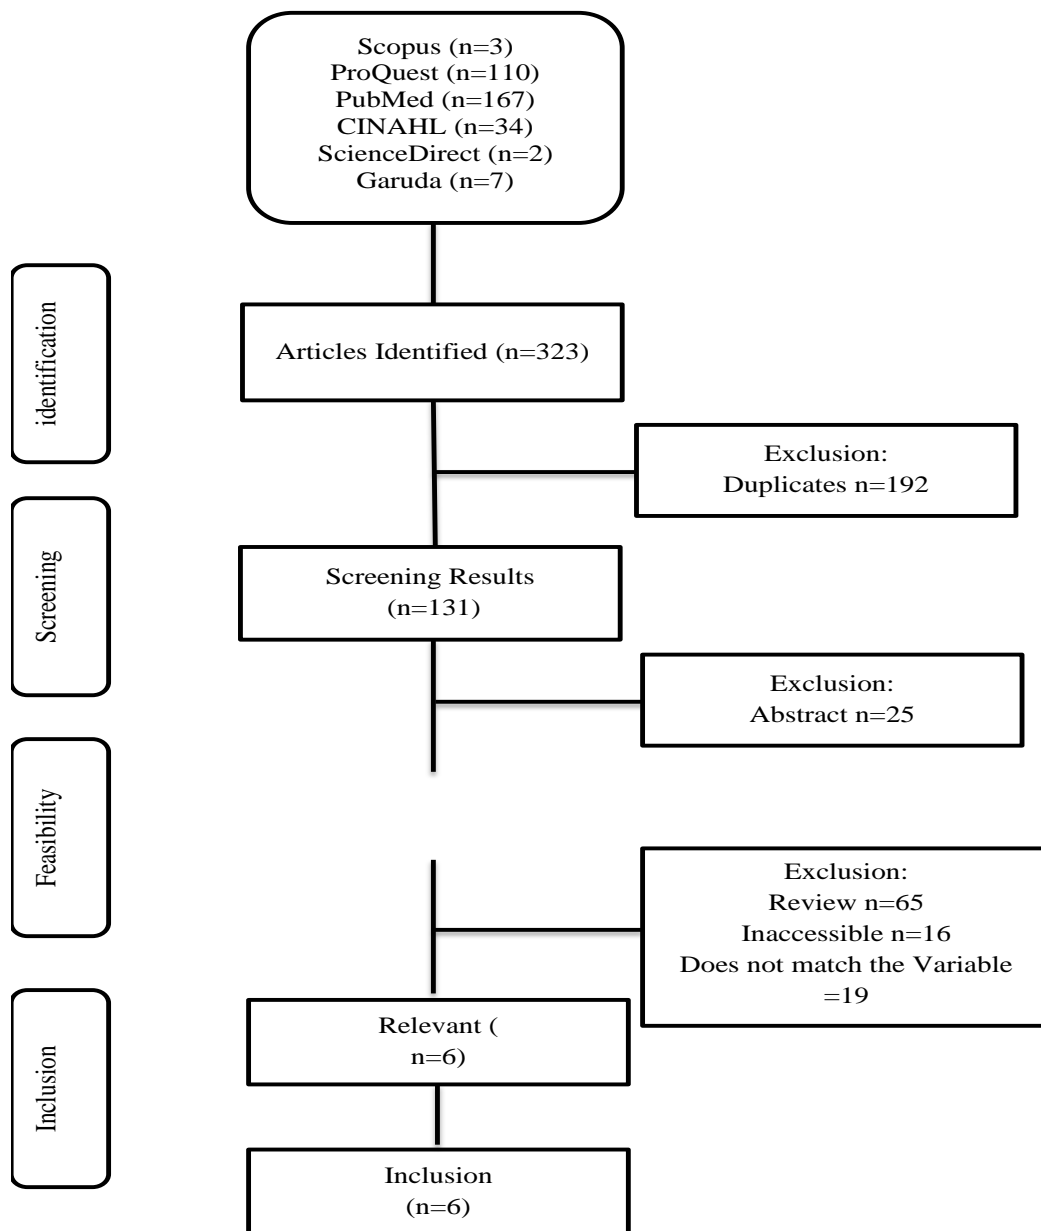 Scopus (n=3)
ProQuest (n=110)
PubMed (n=167)
CINAHL (n=34)
ScienceDirect (n=2)
Garuda (n=7)
identification
Articles Identified (n=323)
Exclusion:
Duplicates n=192
Screening
Screening Results
(n=131)
Exclusion:
Abstract n=25
Feasibility
Exclusion:
Review n=65
Inaccessible n=16
Does not match the Variable
=19
Inclusion
Relevant (
n=6)
Inclusion
(n=6)